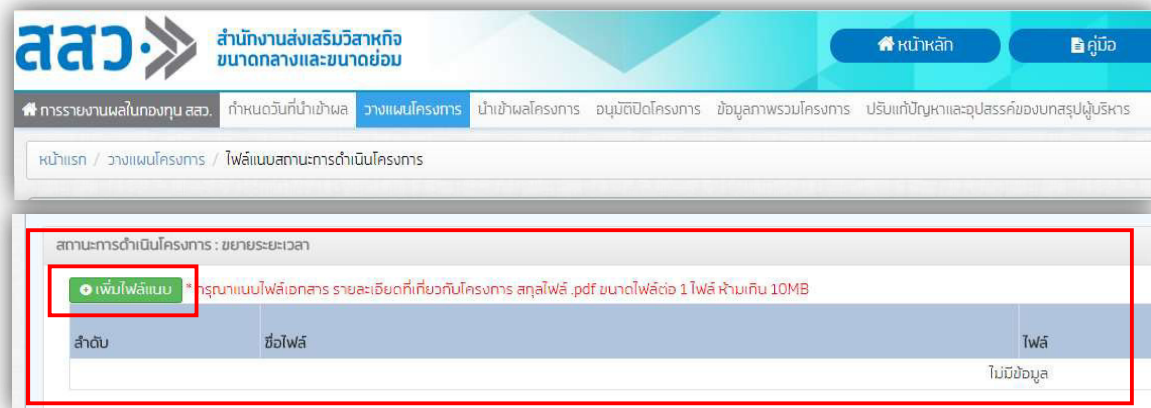 สสว. สำนักงานส่งเสริมวิสาหกิจ
ขนาดกลางและขนาดย่อม
หน้าหลัก คู่มือ
การรายงานผลในกองทุน สสว. กำหนดวันที่นำเข้าผล วางแผนโครงการ นำเข้าผลโครงการ อนุมัติปิดโครงการ ข้อมูลภาพรวมโครงการ ปรับแก้ปัญหาและอุปสรรค์ของบทสรุปผู้บริหาร
หน้าแรก / วางแผนโครงการ / ไฟล์แนบสถานะการดำเนินโครงการ
สถานะการดำเนินโครงการ : ขยายระยะเวลา
เพิ่มไฟล์แนบ * กรุณาแนบไฟล์เอกสาร รายละเอียดที่เกี่ยวกับโครงการ สกุลไฟล์ .pdf ขนาดไฟล์ต่อ 1 ไฟล์ ห้ามเกิน 10MB
ลำดับ ชื่อไฟล์ ไฟล์
ไม่มีข้อมูล